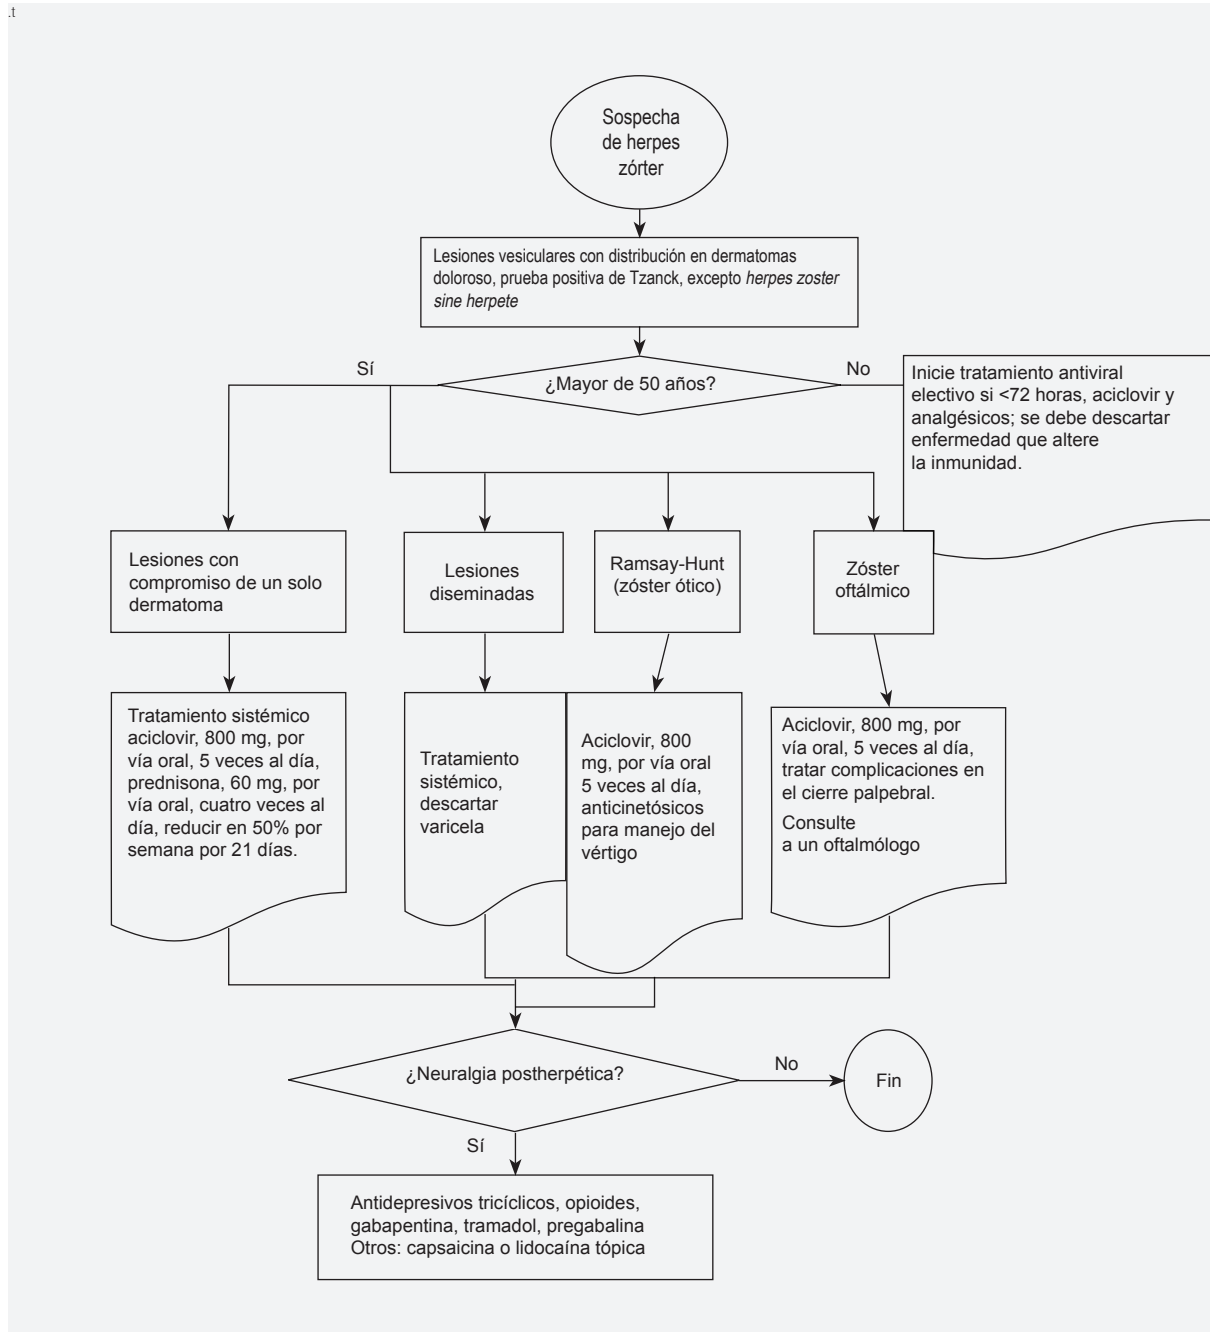 .t
Sospecha
de herpes
zórter
Lesiones vesiculares con distribución en dermatomas
doloroso, prueba positiva de Tzanck, excepto herpes zoster
sine herpete
Sí
¿Mayor de 50 años?
No
Inicie tratamiento antiviral
electivo si <72 horas, aciclovir y
analgésicos; se debe descartar
enfermedad que altere
la inmunidad.
Lesiones con
compromiso de un solo
dermatoma
Lesiones
diseminadas
Ramsay-Hunt
(zóster ótico)
Zóster
oftálmico
Tratamiento sistémico
aciclovir, 800 mg, por
vía oral, 5 veces al día,
prednisona, 60 mg, por
vía oral, cuatro veces al
día, reducir en 50% por
semana por 21 días.
Tratamiento
sistémico,
descartar
varicela
Aciclovir, 800
mg, por vía oral
5 veces al día,
anticinetósicos
para manejo del
vértigo
Aciclovir, 800 mg, por
vía oral, 5 veces al día,
tratar complicaciones en
el cierre palpebral.
Consulte
a un oftalmólogo
¿Neuralgia postherpética?
No
Fin
Sí
Antidepresivos tricíclicos, opioides,
gabapentina, tramadol, pregabalina
Otros: capsaicina o lidocaína tópica